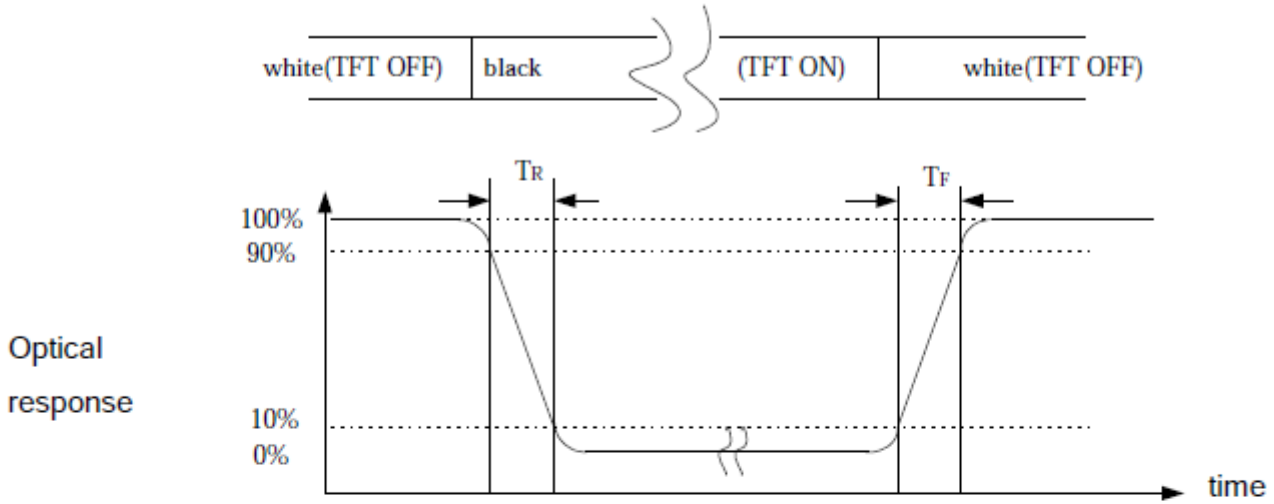 white(TFT OFF) black (TFT ON) white(TFT OFF)
TR TF
100%
90%
Optical
response
10%
0%
time